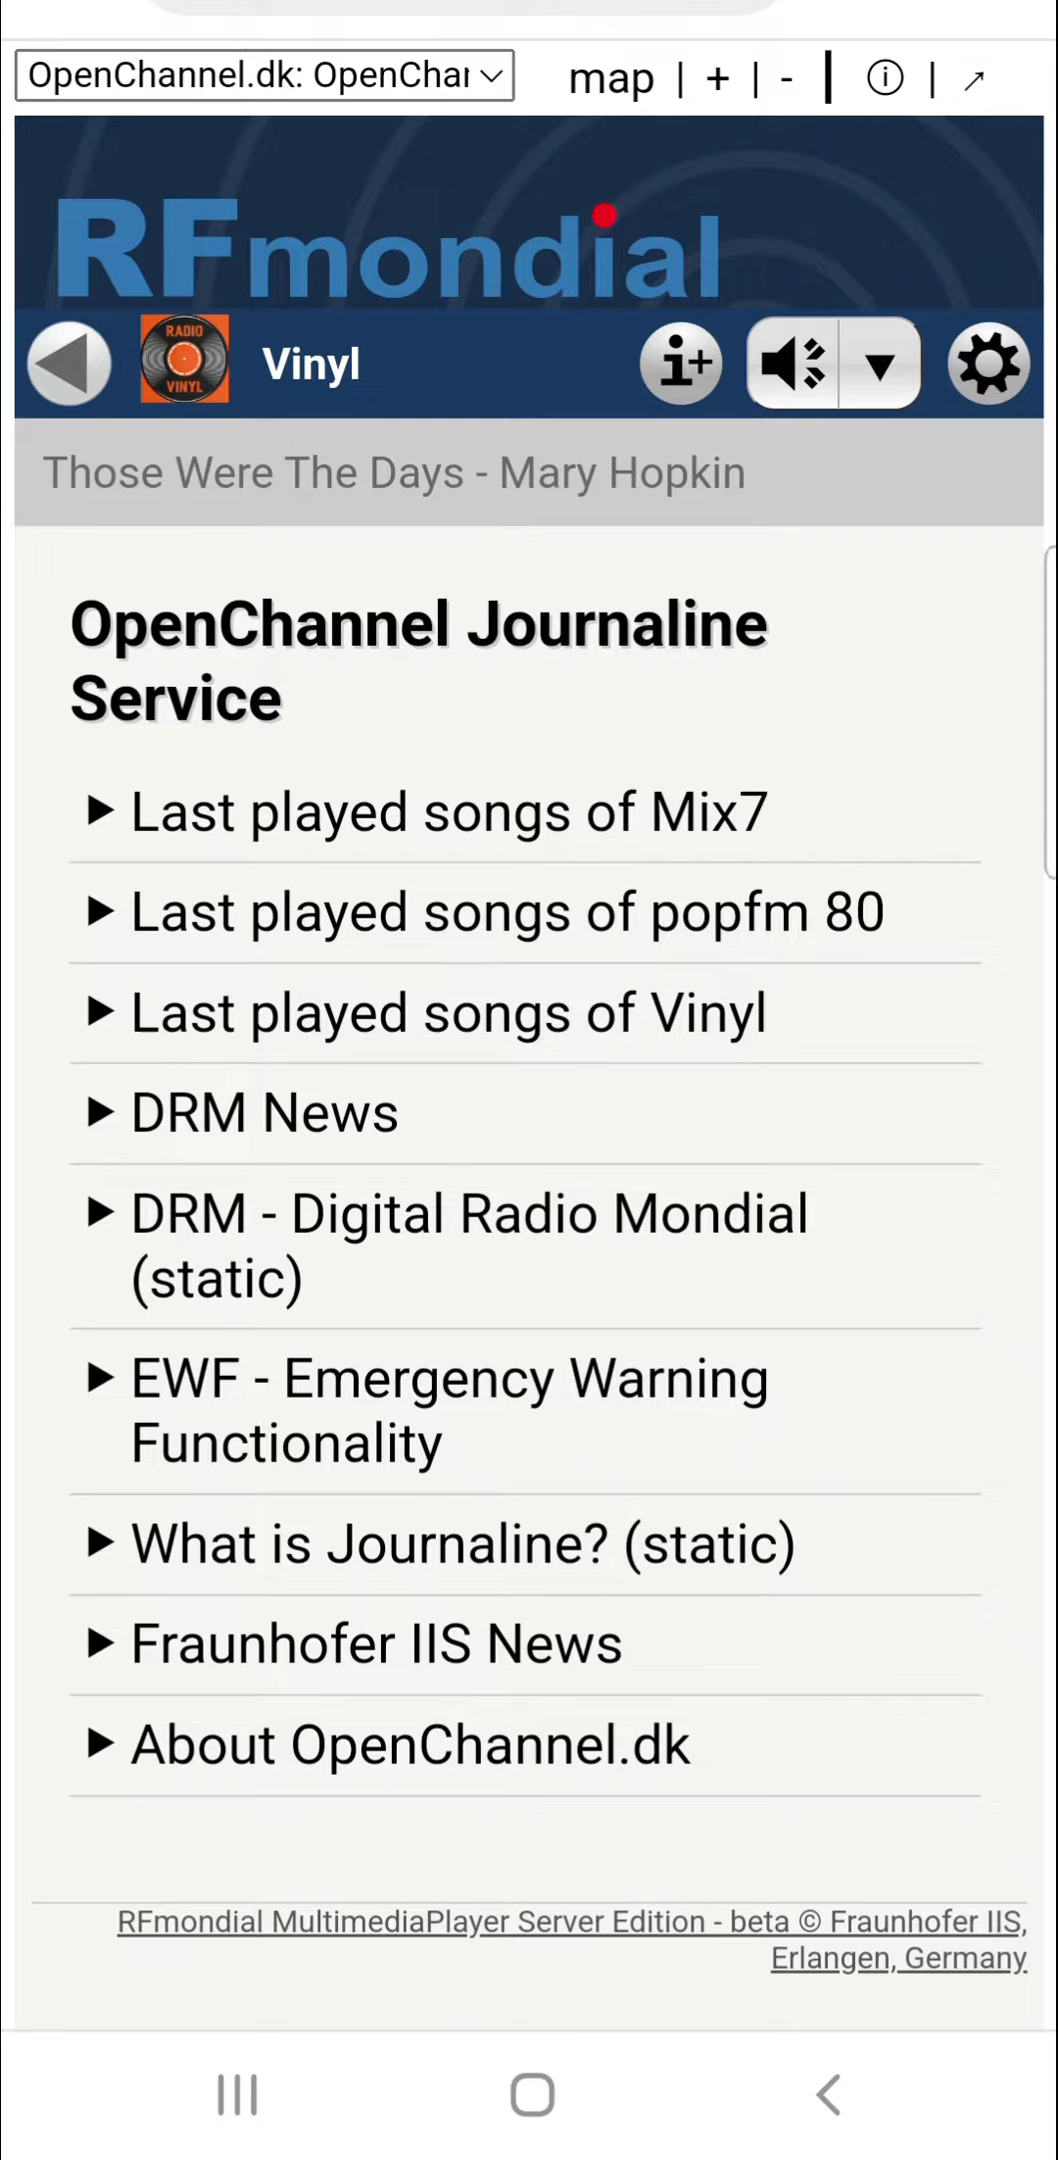 OpenChannel.dk: OpenChar
map | + | - | ⓘ | ↗
RFmondial
RADIO
VINYL
Vinyl
i+
Those Were The Days - Mary Hopkin
OpenChannel Journaline
Service
Last played songs of Mix7
Last played songs of popfm 80
Last played songs of Vinyl
DRM News
DRM - Digital Radio Mondial
(static)
EWF - Emergency Warning
Functionality
What is Journaline? (static)
Fraunhofer IIS News
About OpenChannel.dk
RFmondial MultimediaPlayer Server Edition - beta © Fraunhofer IIS,
Erlangen, Germany